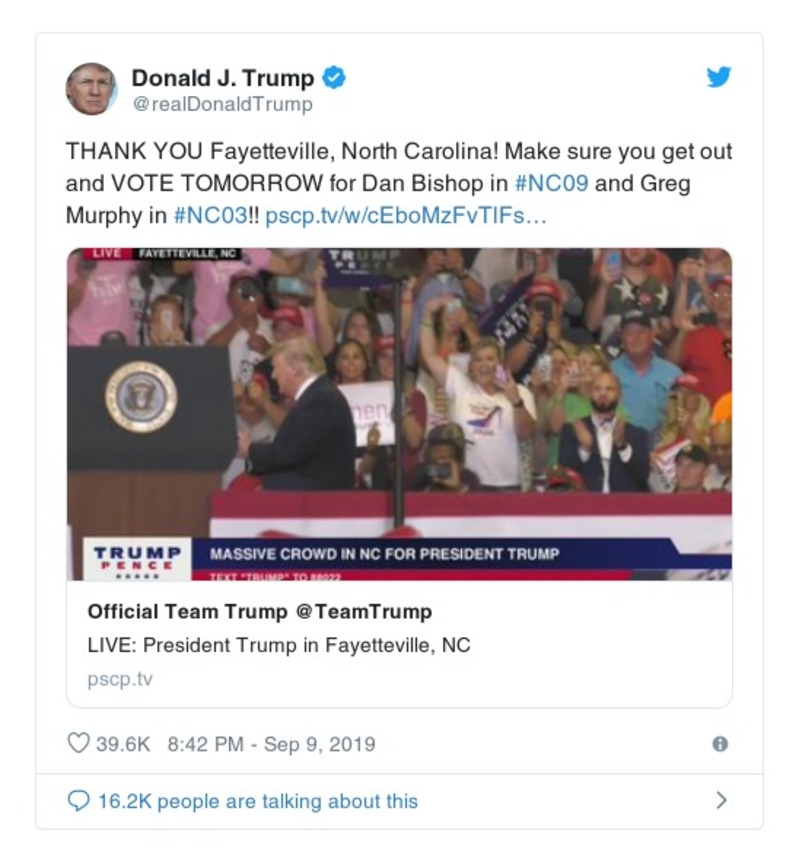 Donald J. Trump
@realDonaldTrump
THANK YOU Fayetteville, North Carolina! Make sure you get out
and VOTE TOMORROW for Dan Bishop in #NC09 and Greg
Murphy in #NC03!! pscp.tv/w/cEboMzFvTlFs…
LIVE FAYETTEVILLE, NC
TRUMP
PENCE
men
TRUMP
PENCE
MASSIVE CROWD IN NC FOR PRESIDENT TRUMP
TEXT "TRUMP" TO 88022
Official Team Trump @TeamTrump
LIVE: President Trump in Fayetteville, NC
pscp.tv
39.6K 8:42 PM - Sep 9, 2019
16.2K people are talking about this